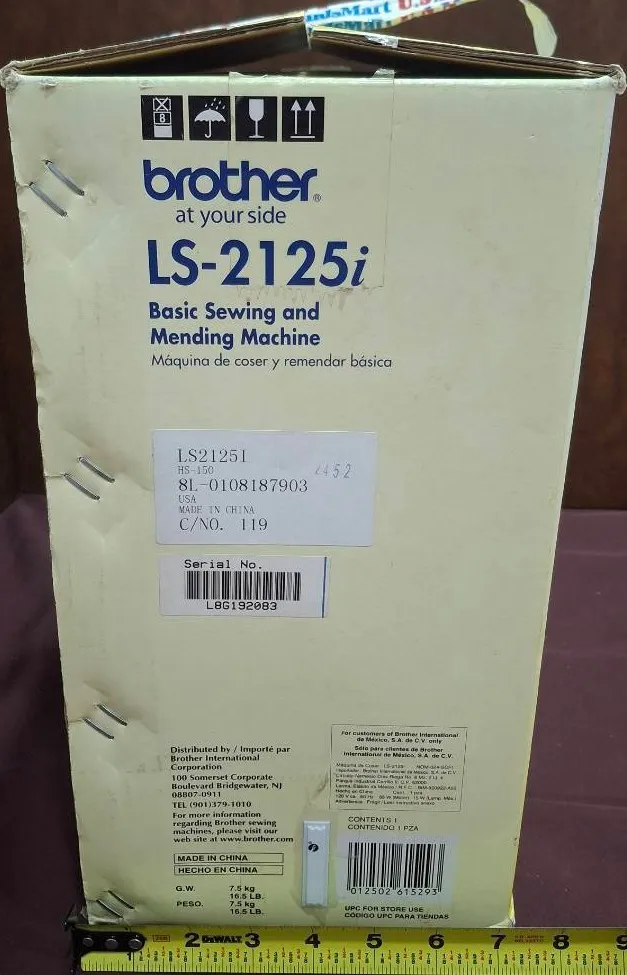 8
brother®
at your side
LS-2125i
Basic Sewing and
Mending Machine
Máquina de coser y remendar básica
LS2125I
HS-150
8L-0108187903
USA
MADE IN CHINA
C/NO. 119
Serial No.
L8G192083
Distributed by / Importé par
Brother International
Corporation
100 Somerset Corporate
Boulevard Bridgewater, NJ
08807-0911
TEL (901)379-1010
For more information
regarding Brother sewing
machines, please visit our
web site at www.brother.com
MADE IN CHINA
HECHO EN CHINA
G.W. 7.5 kg
16.5 LB.
PESO. 7.5 kg
16.5 LB.
For customers of Brother International
de México, S.A. de C.V. only
Sólo para clientes de Brother
International de México, S.A. de C.V.
CONTENTS 1
CONTENIDO 1 PZA
012502 615293
UPC FOR STORE USE
CÓDIGO UPC PARA TIENDAS
1 2 DEWALT 3 4 5 6 7 8 9